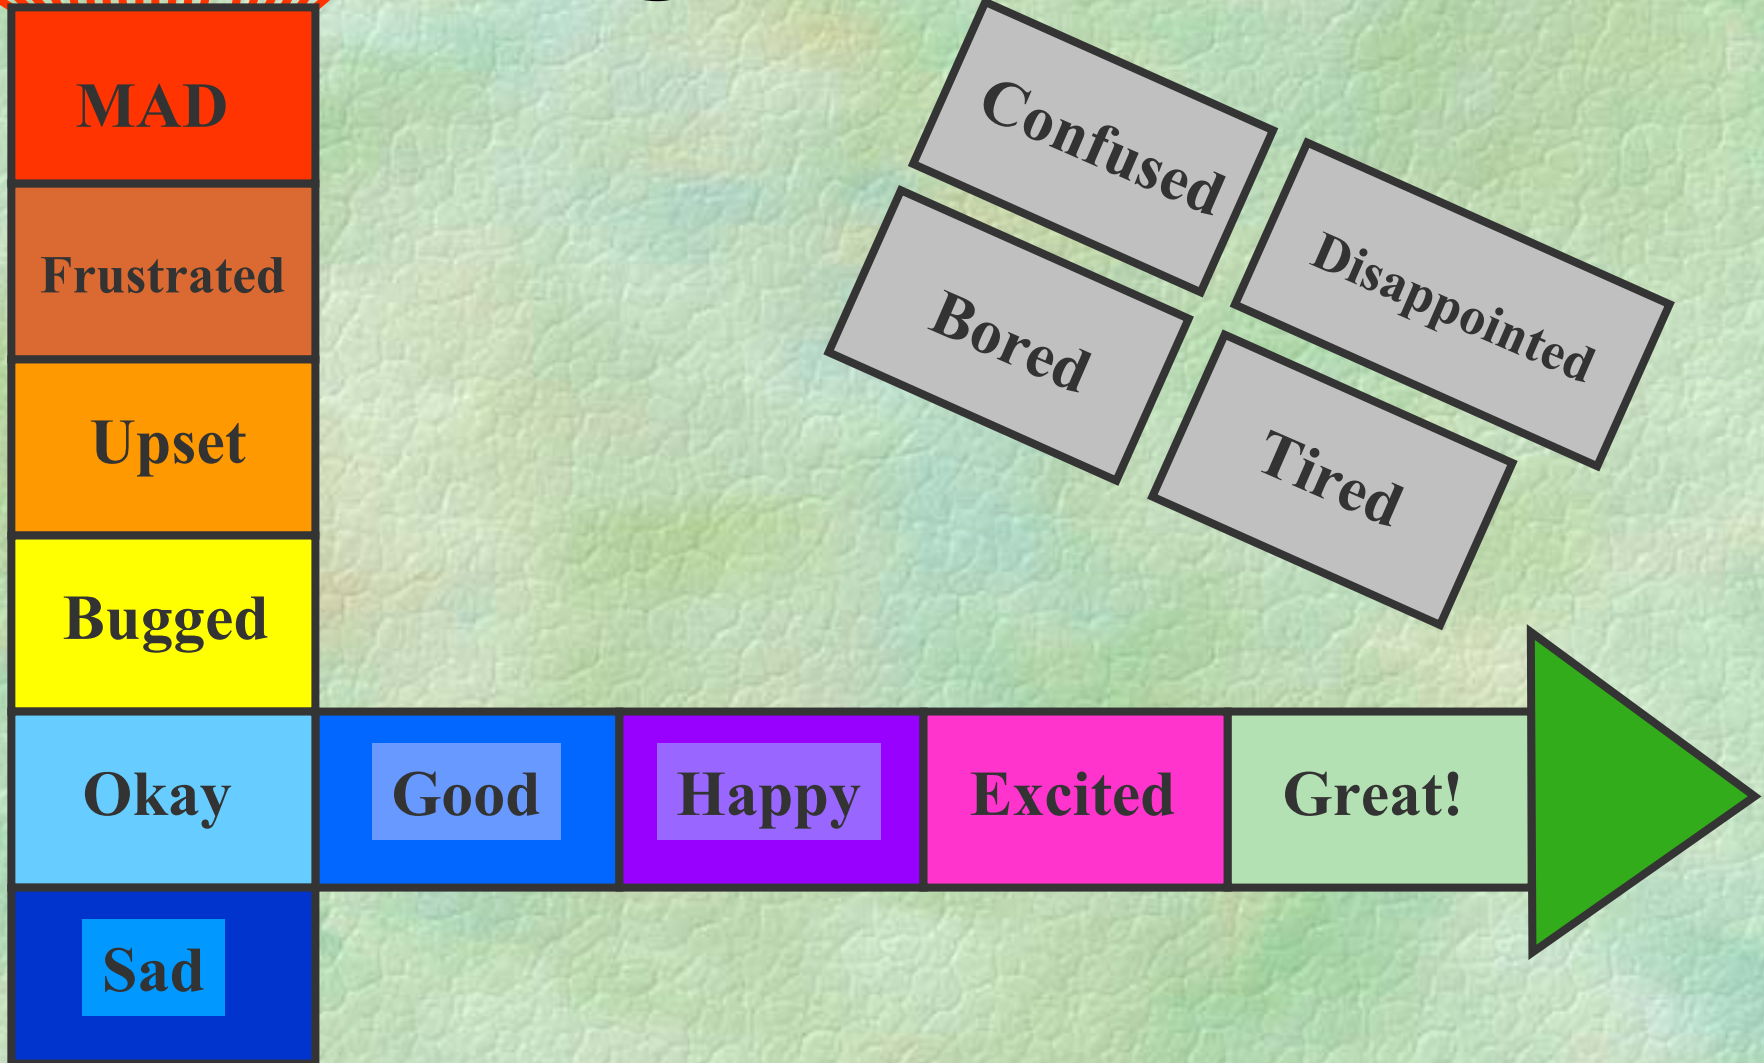 MAD
Frustrated
Upset
Bugged
Okay
Good
Happy
Excited
Great!
Sad
Confused
Disappointed
Bored
Tired